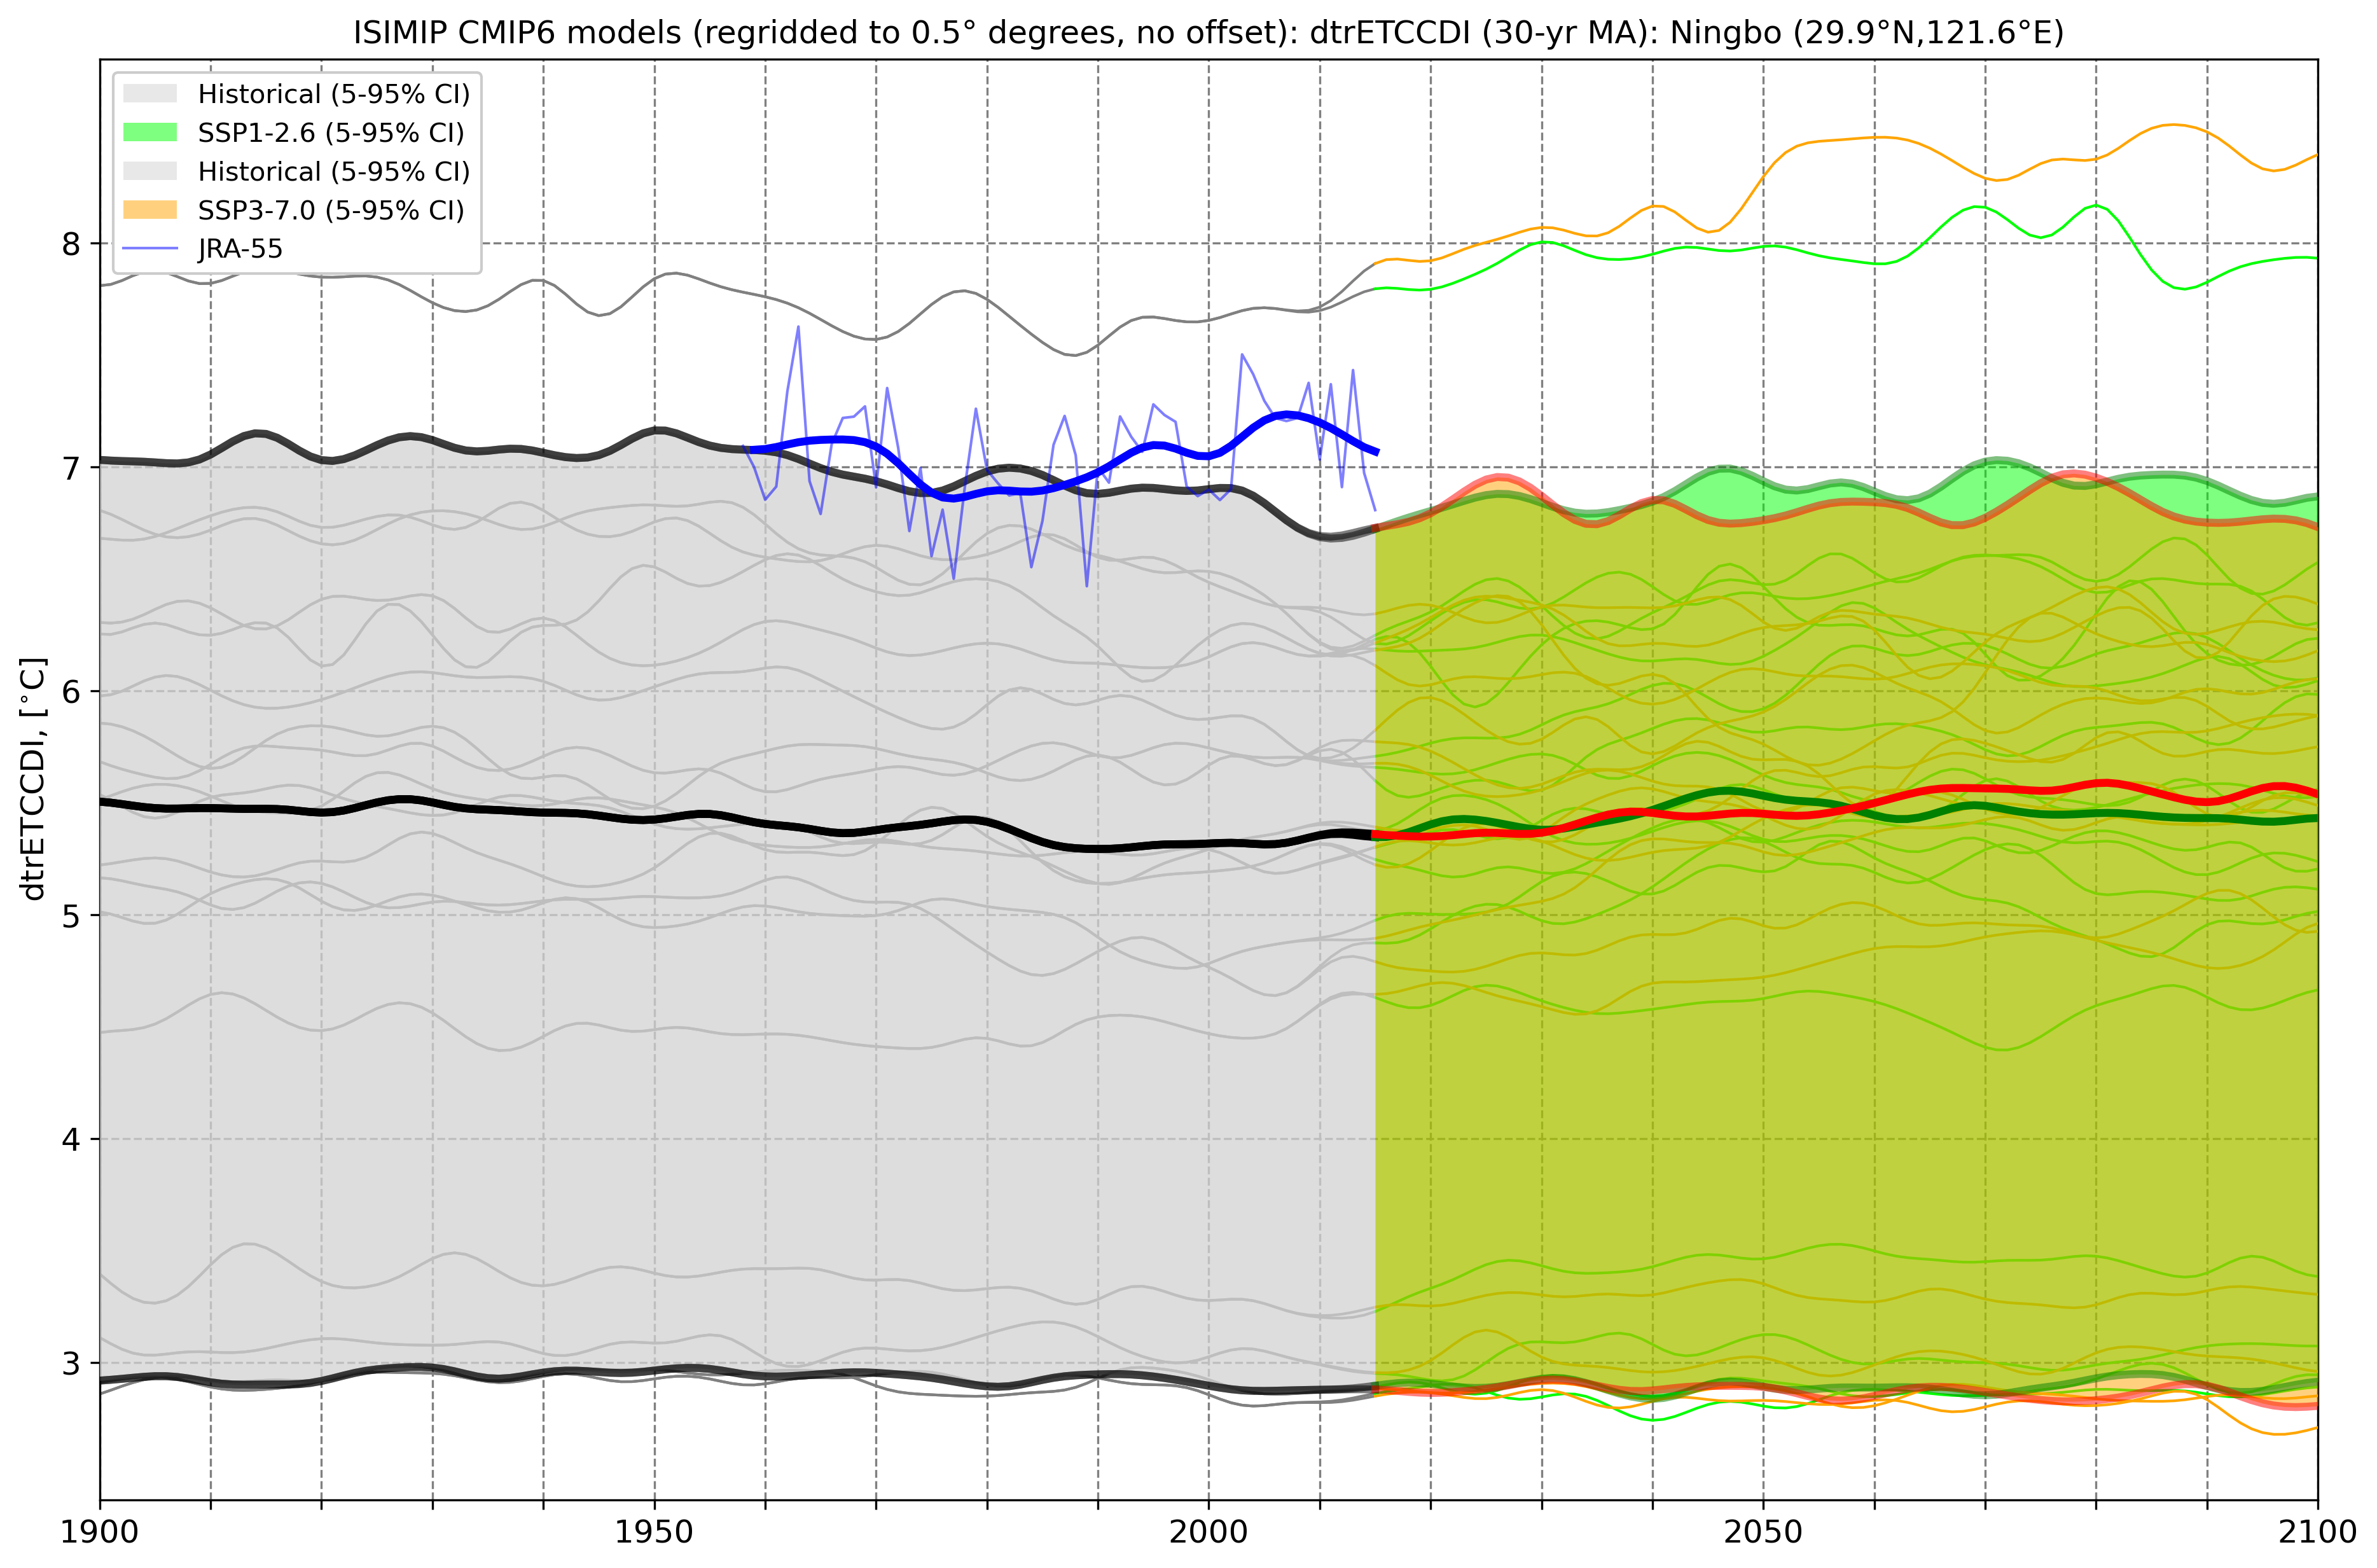 ISIMIP CMIP6 models (regridded to 0.5° degrees, no offset): dtrETCCDI (30-yr MA): Ningbo (29.9°N,121.6°E)
Historical (5-95% CI)
SSP1-2.6 (5-95% CI)
Historical (5-95% CI)
SSP3-7.0 (5-95% CI)
JRA-55
dtrETCCDI, [°C]
8
7
6
5
4
3
1900
1950
2000
2050
2100